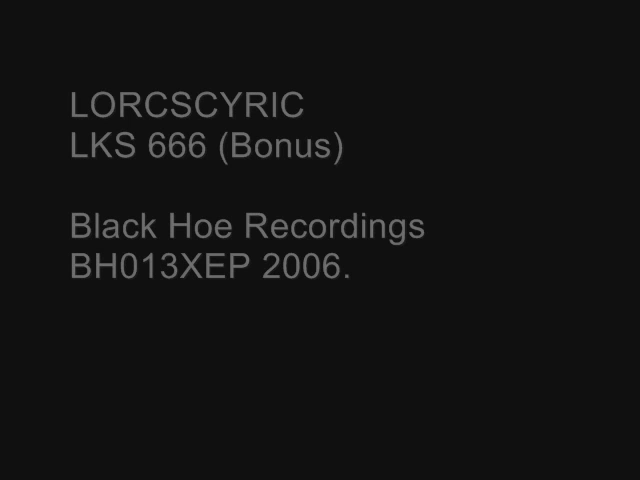 LORCSCYRIC
LKS 666 (Bonus)
Black Hoe Recordings
BH013XEP 2006.